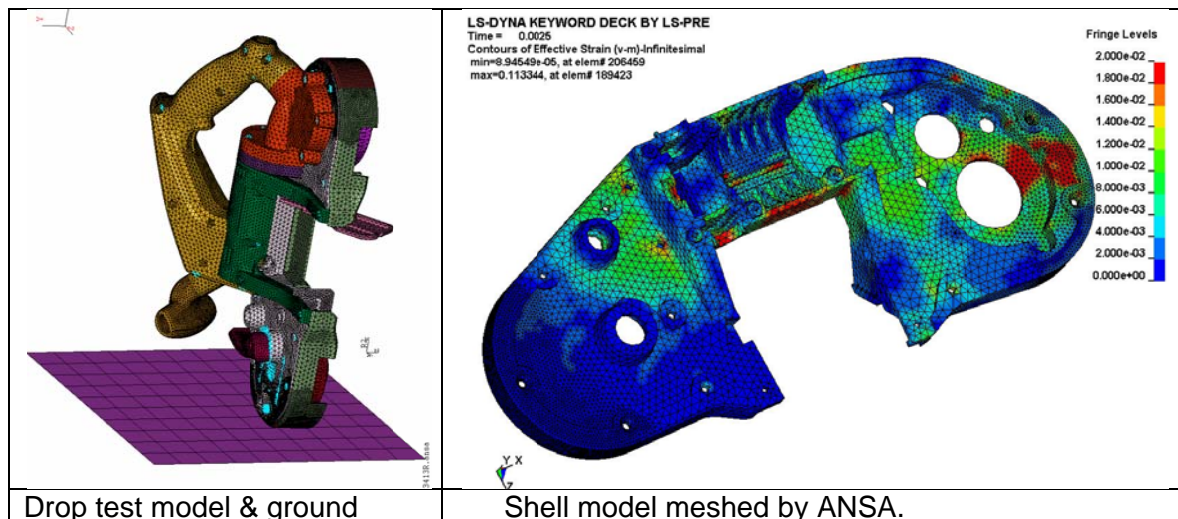 LS-DYNA KEYWORD DECK BY LS-PRE
Time = 0.0025
Contours of Effective Strain (v-m)-Infinitesimal
min=8.94549e-05, at elem# 206459
max=0.113344, at elem# 189423
Fringe Levels
2.000e-02
1.800e-02
1.600e-02
1.400e-02
1.200e-02
1.000e-02
8.000e-03
6.000e-03
4.000e-03
2.000e-03
0.000e+00
Y X
Z
3413R.ansa
Drop test model & ground
Shell model meshed by ANSA.